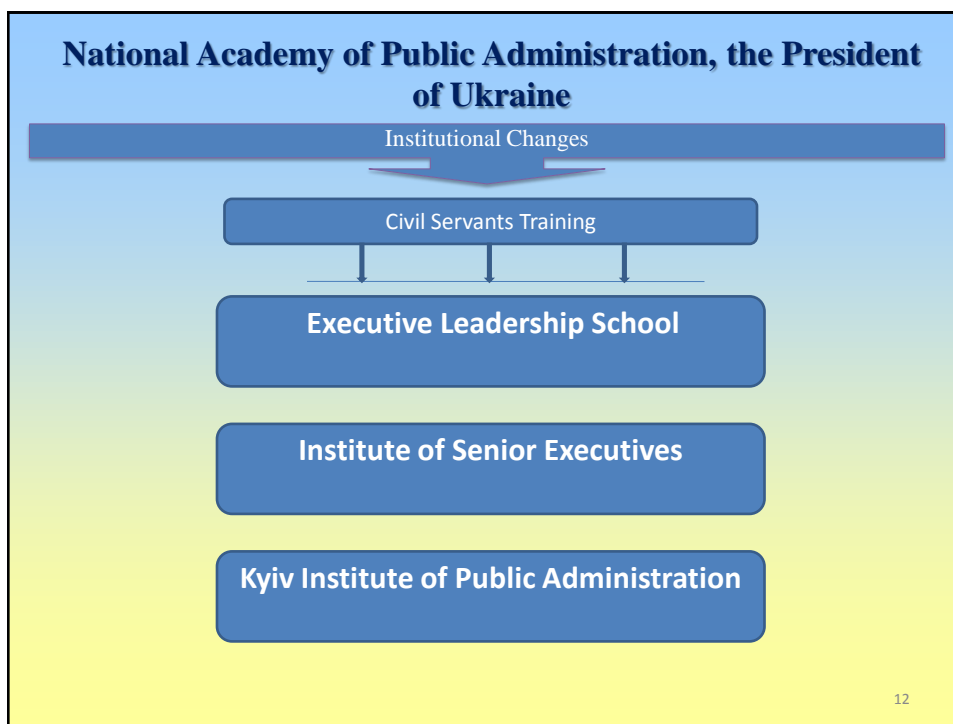 National Academy of Public Administration, the President
of Ukraine
Institutional Changes
Civil Servants Training
Executive Leadership School
Institute of Senior Executives
Kyiv Institute of Public Administration
12